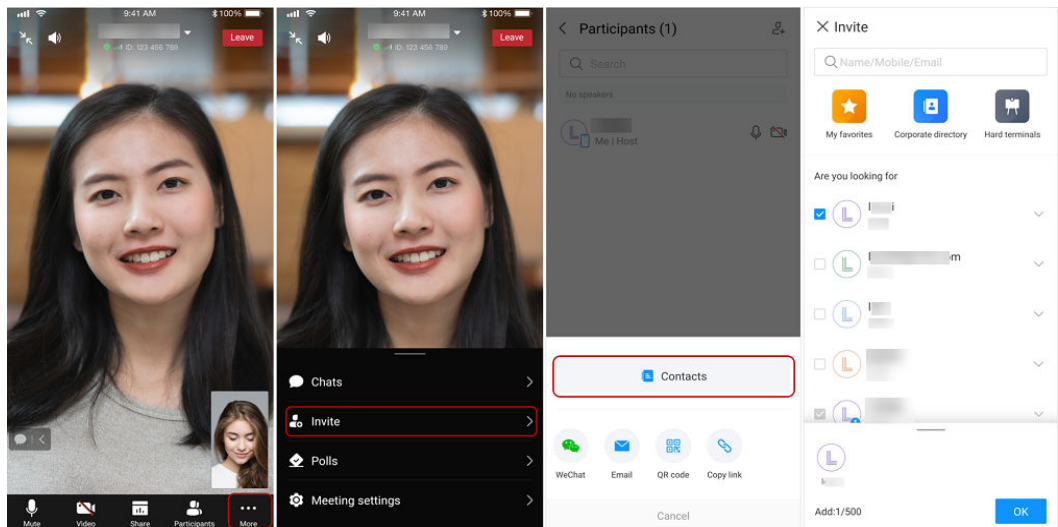 9:41 AM
100%
Leave
ID: 123 456 789
Mute
Video
Share
Participants
More
9:41 AM
100%
Leave
ID: 123 456 789
Chats
Invite
Polls
Meeting settings
Participants (1)
Search
No speakers
Me | Host
Contacts
WeChat
Email
QR code
Copy link
Cancel
Invite
Name/Mobile/Email
My favorites
Corporate directory
Hard terminals
Are you looking for
L
L
L
L
L
L
Add:1/500
OK